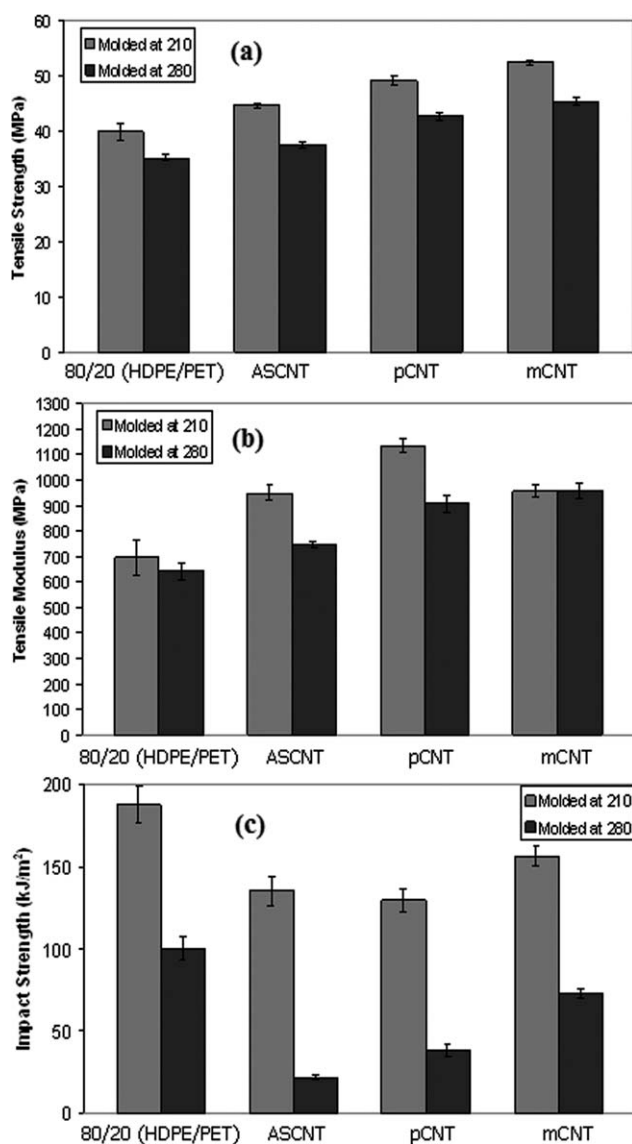 60
50
40
30
20
10
0
Tensile Strength (MPa)
Molded at 210
Molded at 280
(a)
80/20 (HDPE/PET) ASCNT pCNT mCNT
1300
1200
1100
1000
900
800
700
600
500
400
300
200
100
0
Tensile Modulus (MPa)
Molded at 210
Molded at 280
(b)
80/20 (HDPE/PET) ASCNT pCNT mCNT
200
150
100
50
0
Impact Strength (kJ/m²)
(c)
Molded at 210
Molded at 280
80/20 (HDPE/PET) ASCNT pCNT mCNT